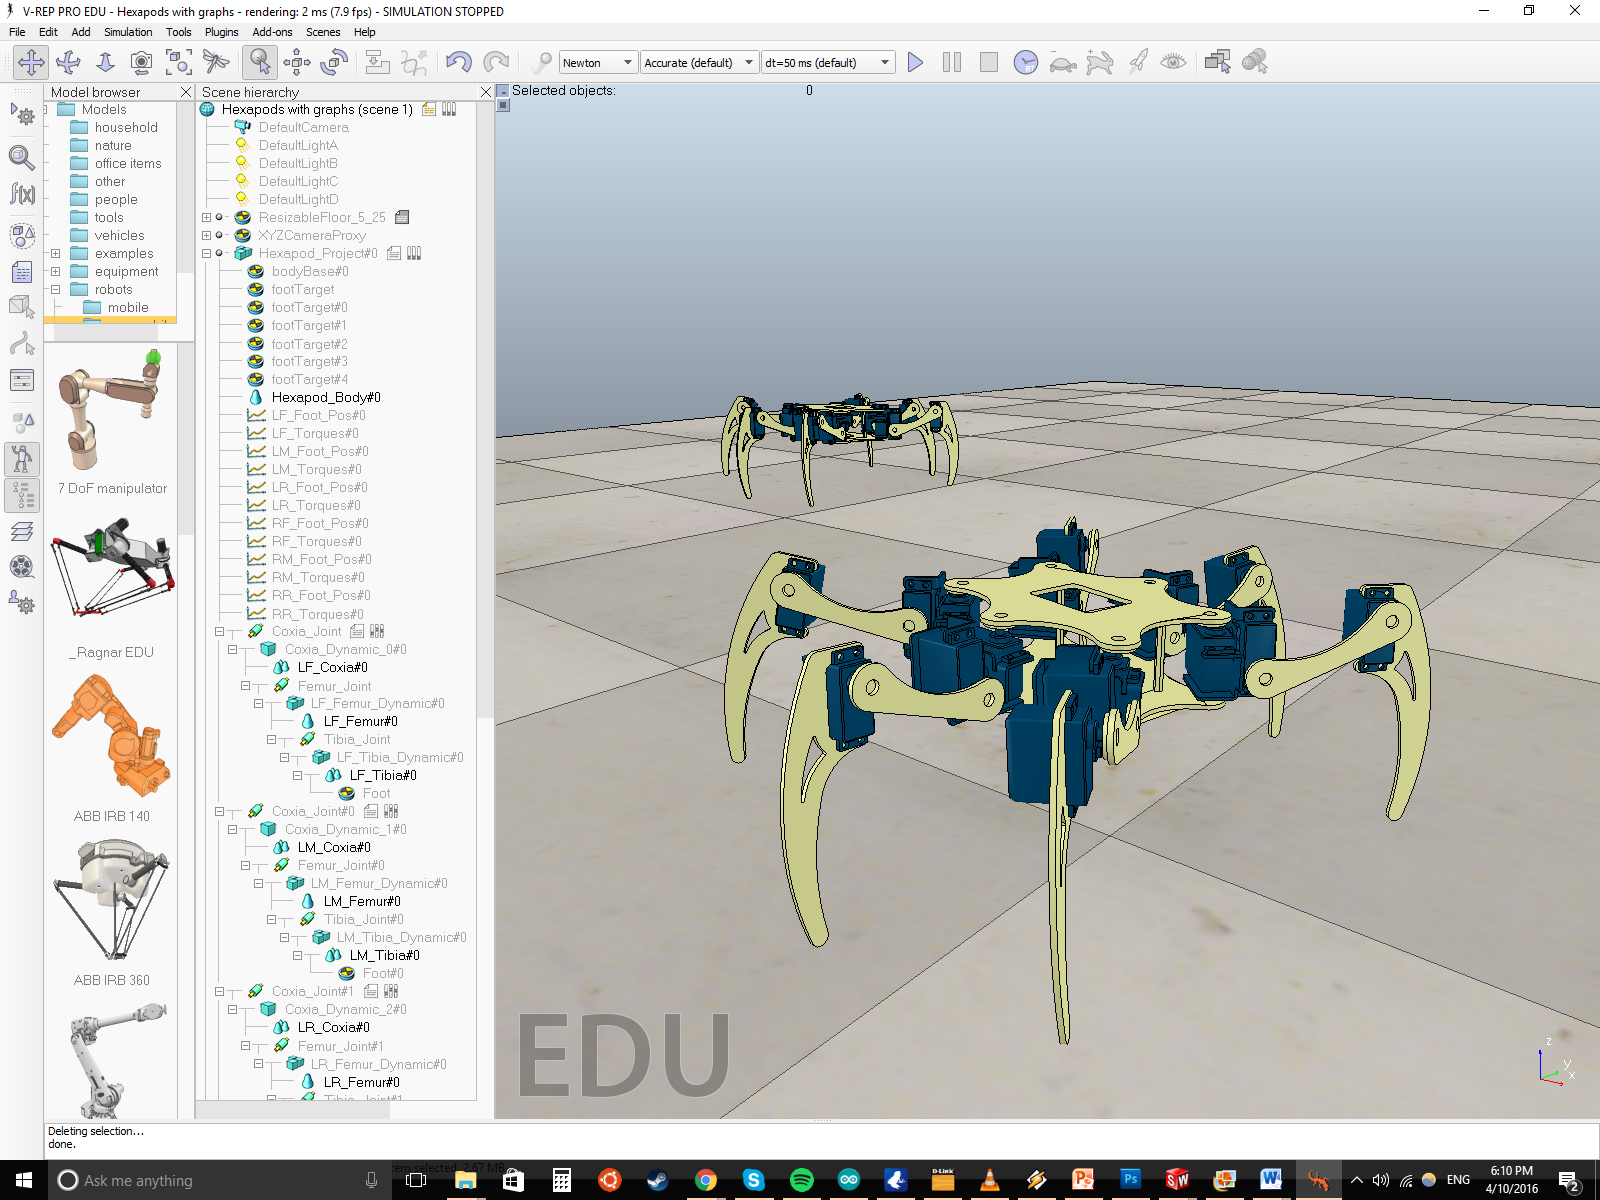 V-REP PRO EDU - Hexapods with graphs - rendering: 2 ms (7.9 fps) - SIMULATION STOPPED
File Edit Add Simulation Tools Plugins Add-ons Scenes Help
Newton Accurate (default) dt=50 ms (default)
Model browser
Models
household
nature
office items
other
people
tools
vehicles
examples
equipment
robots
mobile
7 DoF manipulator
_Ragnar EDU
ABB IRB 140
ABB IRB 360
Scene hierarchy
Hexapods with graphs (scene 1)
DefaultCamera
DefaultLightA
DefaultLightB
DefaultLightC
DefaultLightD
ResizableFloor_5_25
XYZCameraProxy
Hexapod_Project#0
bodyBase#0
footTarget
footTarget#0
footTarget#1
footTarget#2
footTarget#3
footTarget#4
Hexapod_Body#0
LF_Foot_Pos#0
LF_Torques#0
LM_Foot_Pos#0
LM_Torques#0
LR_Foot_Pos#0
LR_Torques#0
RF_Foot_Pos#0
RF_Torques#0
RM_Foot_Pos#0
RM_Torques#0
RR_Foot_Pos#0
RR_Torques#0
Coxia_Joint
Coxia_Dynamic_0#0
LF_Coxia#0
Femur_Joint
LF_Femur_Dynamic#0
LF_Femur#0
Tibia_Joint
LF_Tibia_Dynamic#0
LF_Tibia#0
Foot
Coxia_Joint#0
Coxia_Dynamic_1#0
LM_Coxia#0
Femur_Joint#0
LM_Femur_Dynamic#0
LM_Femur#0
Tibia_Joint#0
LM_Tibia_Dynamic#0
LM_Tibia#0
Foot#0
Coxia_Joint#1
Coxia_Dynamic_2#0
LR_Coxia#0
Femur_Joint#1
LR_Femur_Dynamic#0
LR_Femur#0
Tibia_Joint#1
Selected objects: 0
EDU
z
y
x
Deleting selection...
done.
Ask me anything
item selected 2.67 MB
D-Link
ENG
6:10 PM
4/10/2016
2